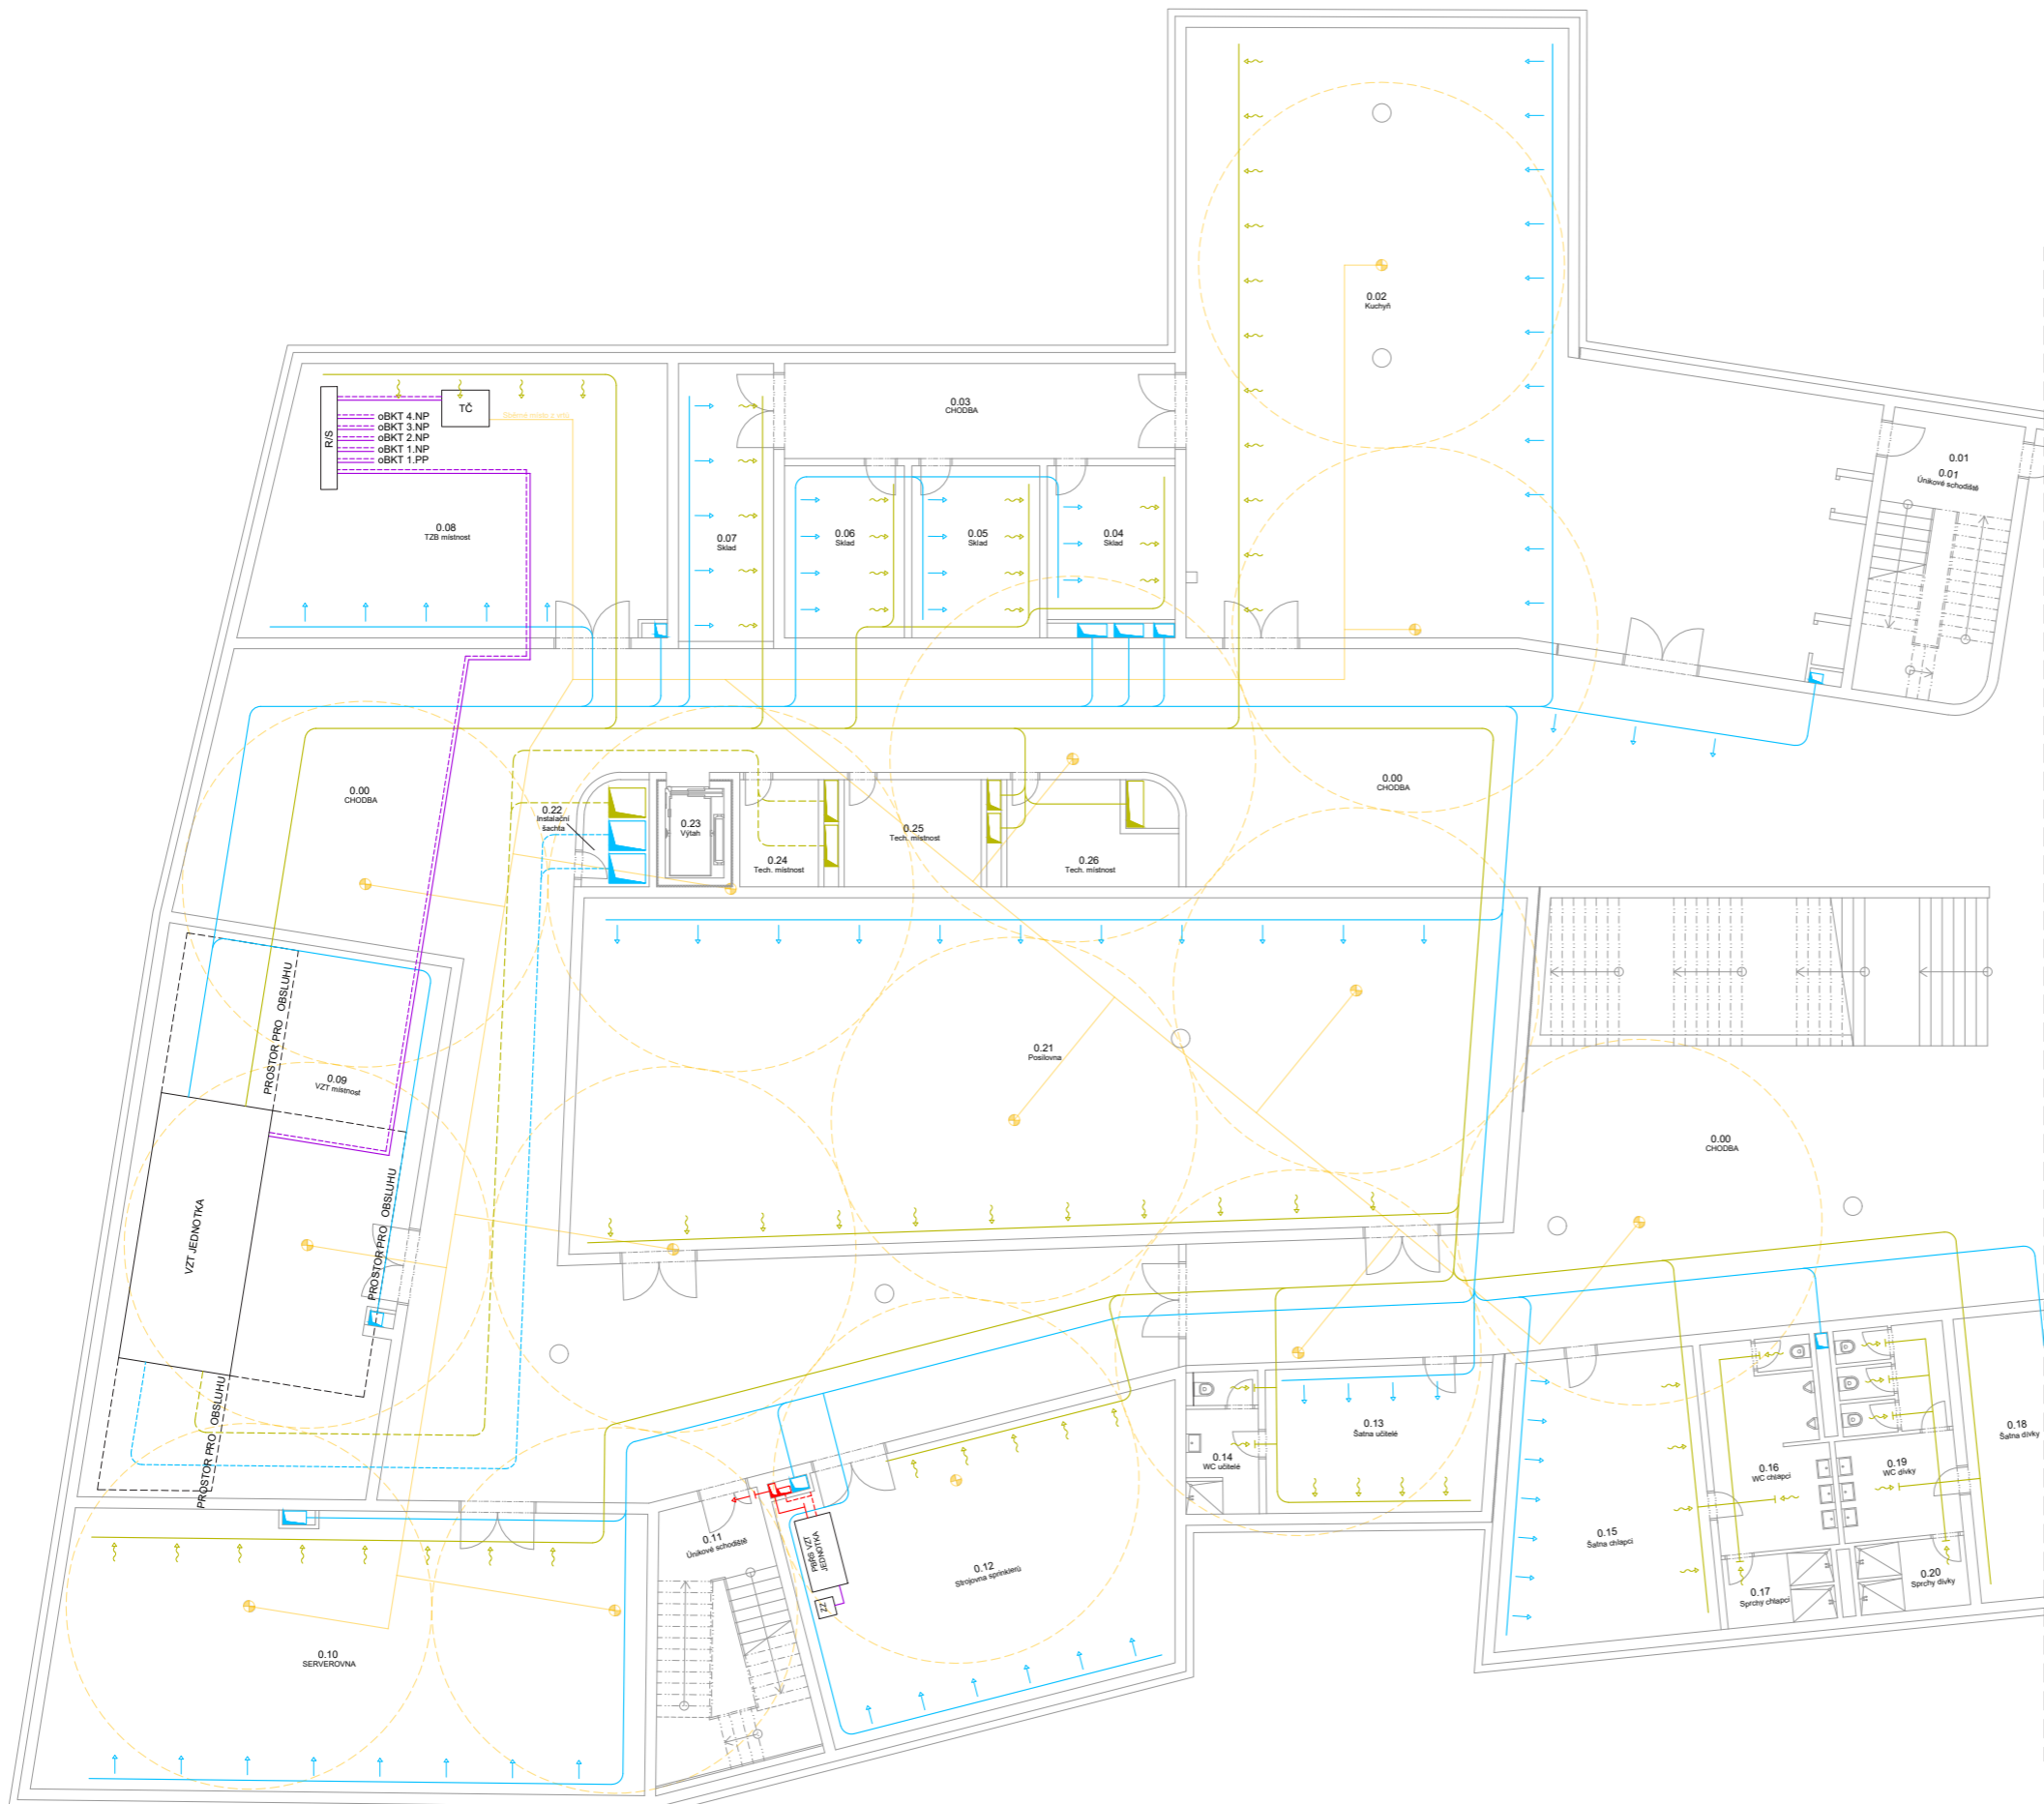 0.02
Kuchyň
TČ
Sběrné místo z vrtů
R/S
oBKT 4.NP
oBKT 3.NP
oBKT 2.NP
oBKT 1.NP
oBKT 1.PP
0.03
CHODBA
0.01
0.01
Únikové schodiště
0.08
TZB místnost
0.07
Sklad
0.06
Sklad
0.05
Sklad
0.04
Sklad
0.00
CHODBA
0.22
Instalační
šachta
0.23
Výtah
0.24
Tech. místnost
0.25
Tech. místnost
0.26
Tech. místnost
0.00
CHODBA
PROSTOR PRO OBSLUHU
0.09
VZT místnost
0.21
Posilovna
0.00
CHODBA
VZT JEDNOTKA
PROSTOR PRO OBSLUHU
PROSTOR PRO OBSLUHU
0.13
Šatna učitelé
0.14
WC učitelé
0.16
WC chlapci
0.19
WC dívky
0.18
Šatna dívky
0.15
Šatna chlapci
0.17
Sprchy chlapci
0.20
Sprchy dívky
0.11
Únikové schodiště
PBŘS VZT
JEDNOTKA
ZZ
0.12
Strojovna sprinklerů
0.10
SERVEROVNA